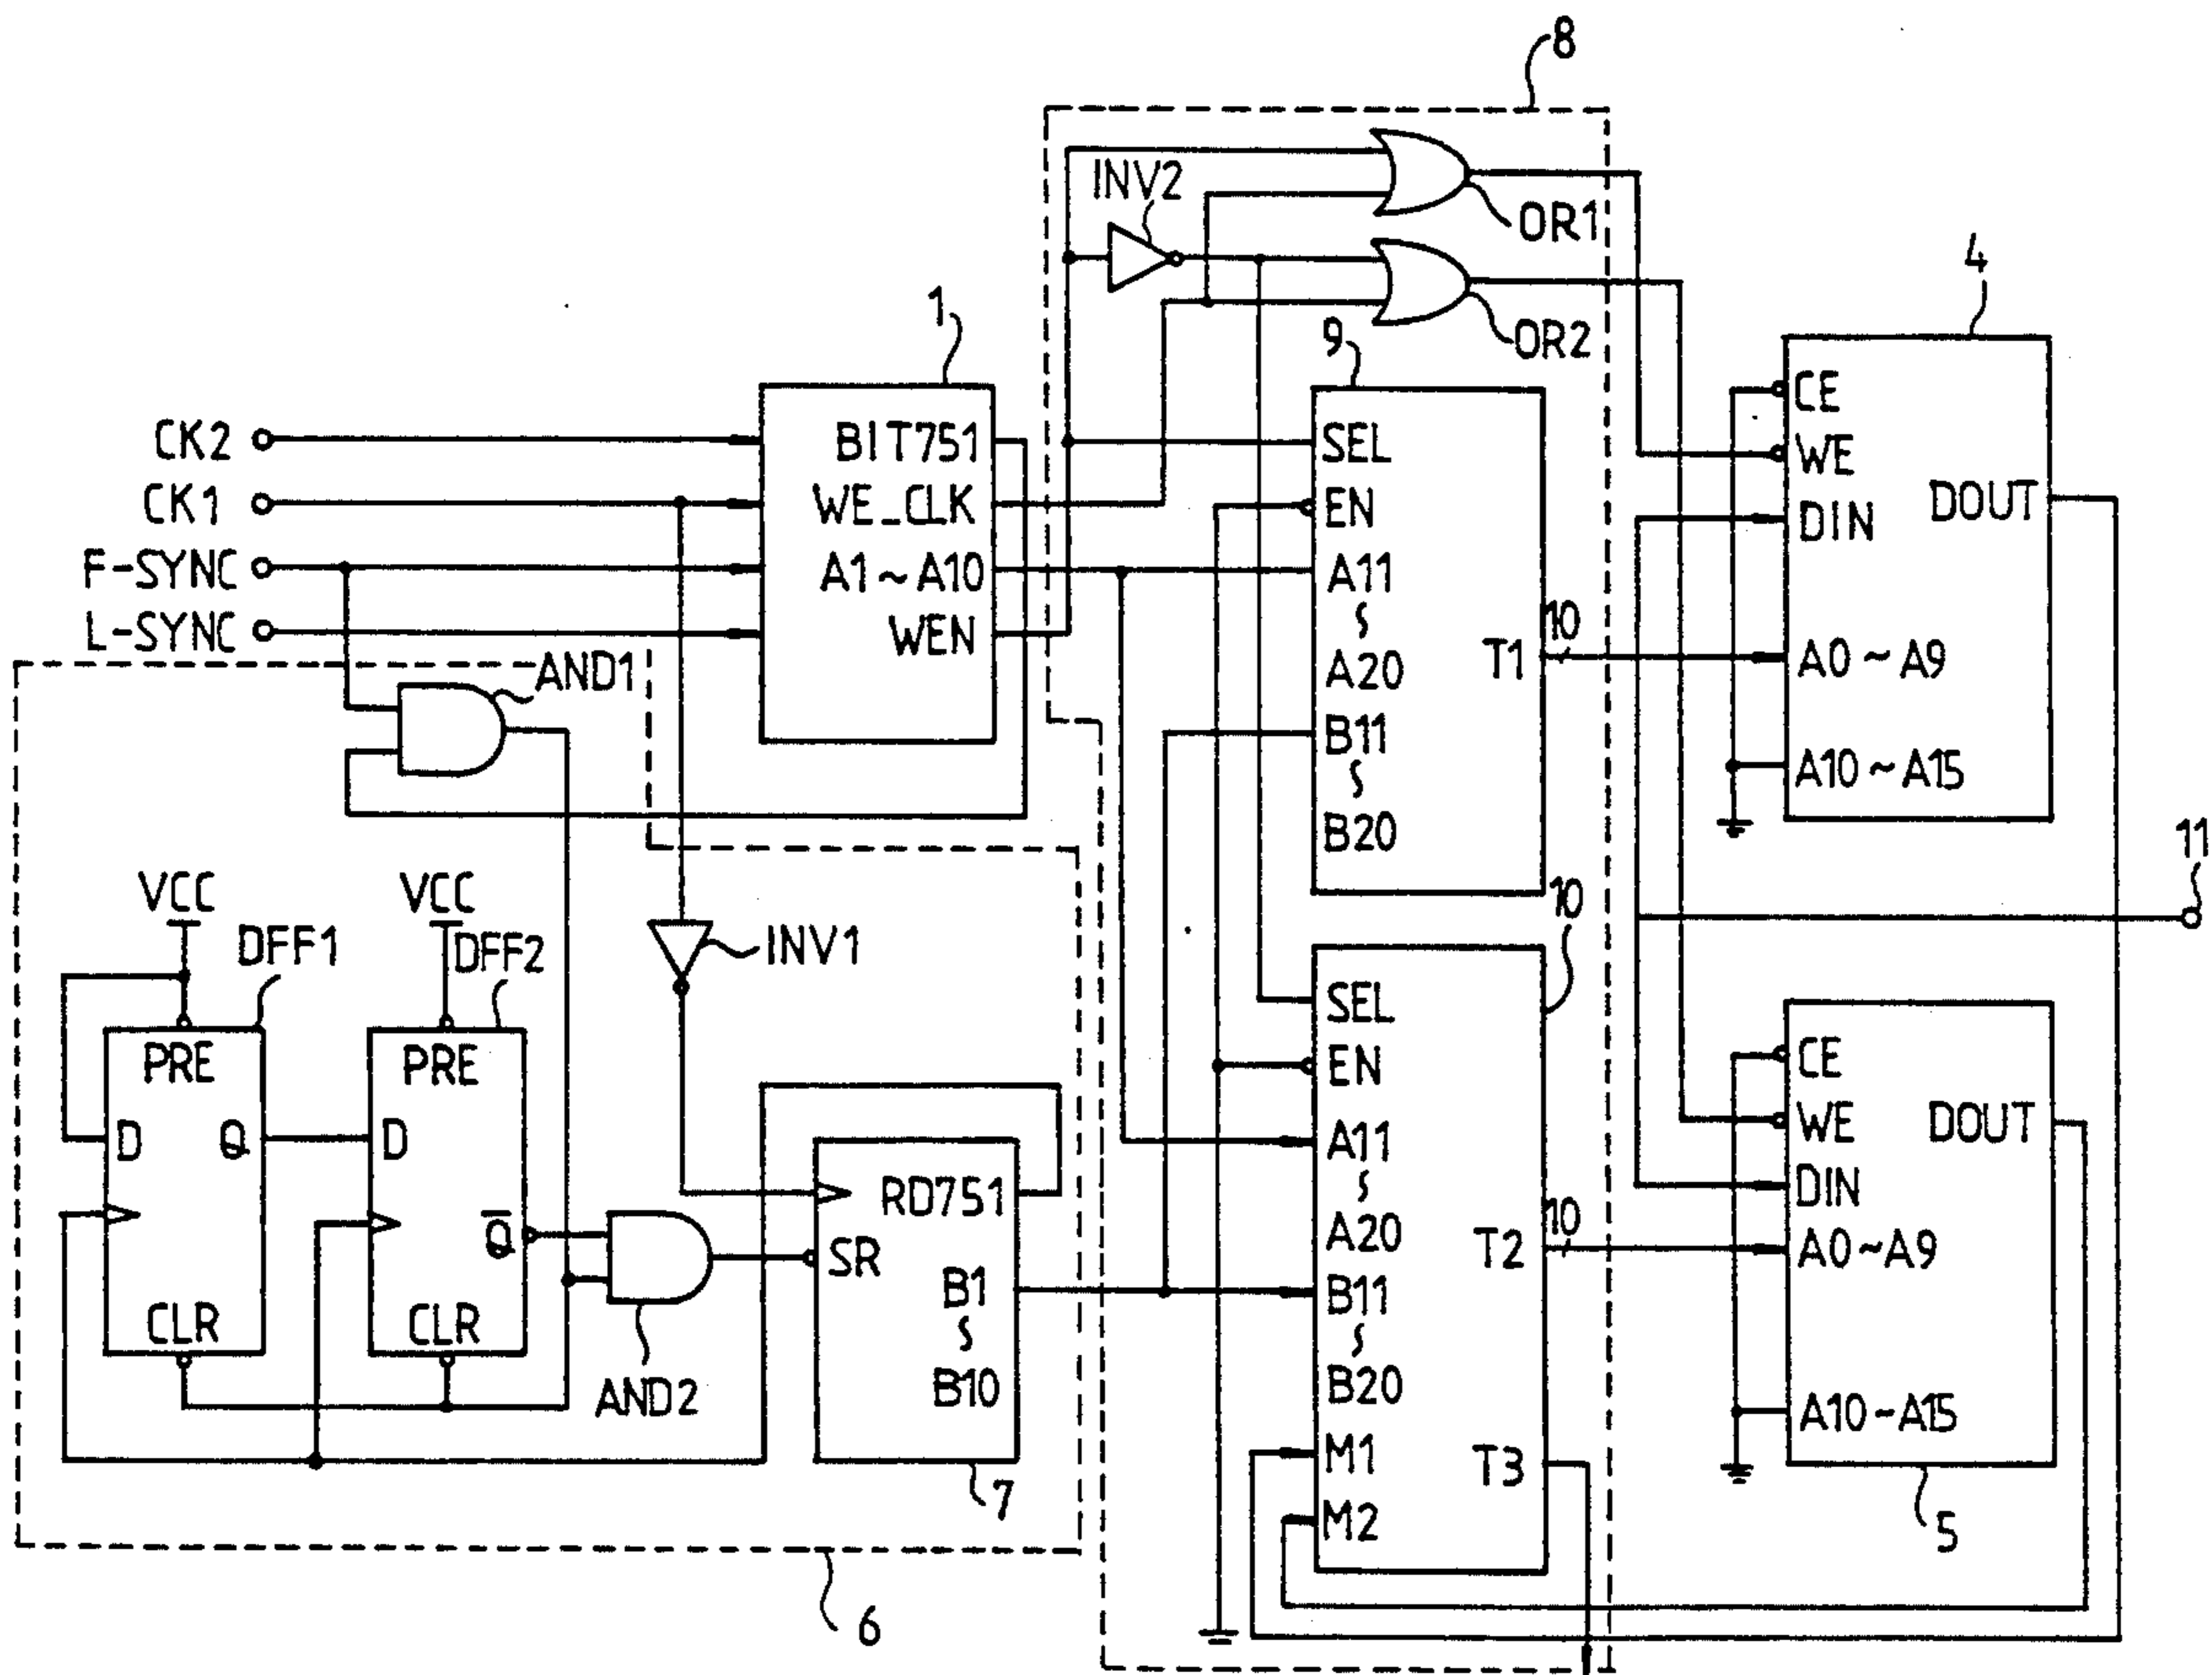 8
INV2
OR1
OR2
1
9
4
CK2
CK1
F-SYNC
L-SYNC
BIT751
WE_CLK
A1~A10
WEN
SEL
EN
A11
~
A20
B11
~
B20
T1
10
CE
WE
DIN
DOUT
A0~A9
A10~A15
11
AND1
VCC
VCC
DFF1
DFF2
INV1
10
PRE
D
Q
CLR
PRE
D
Q̅
CLR
AND2
RD751
SR
B1
~
B10
7
6
SEL
EN
A11
~
A20
B11
~
B20
M1
M2
T2
T3
10
CE
WE
DIN
DOUT
A0~A9
A10~A15
5